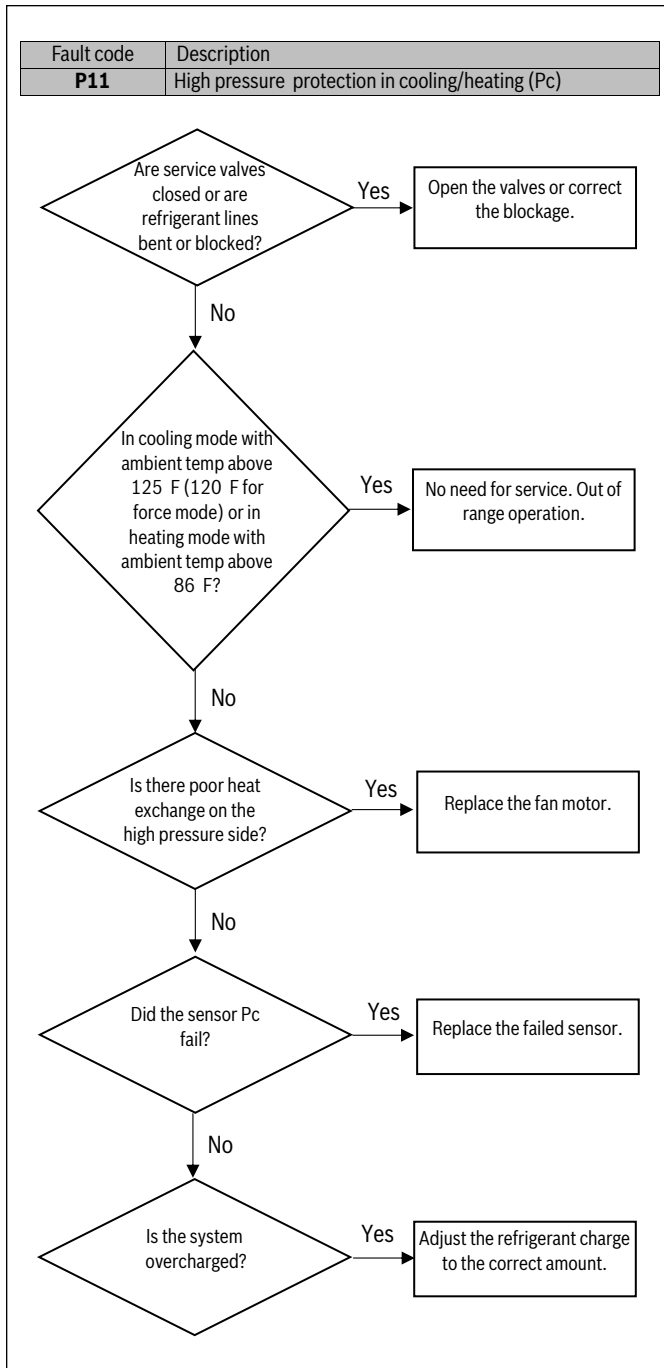 Fault code Description
P11 High pressure protection in cooling/heating (Pc)
Are service valves
closed or are
refrigerant lines
bent or blocked?
Yes
Open the valves or correct
the blockage.
No
In cooling mode with
ambient temp above
125 F (120 F for
force mode) or in
heating mode with
ambient temp above
86 F?
Yes
No need for service. Out of
range operation.
No
Is there poor heat
exchange on the
high pressure side?
Yes
Replace the fan motor.
No
Did the sensor Pc
fail?
Yes
Replace the failed sensor.
No
Is the system
overcharged?
Yes
Adjust the refrigerant charge
to the correct amount.